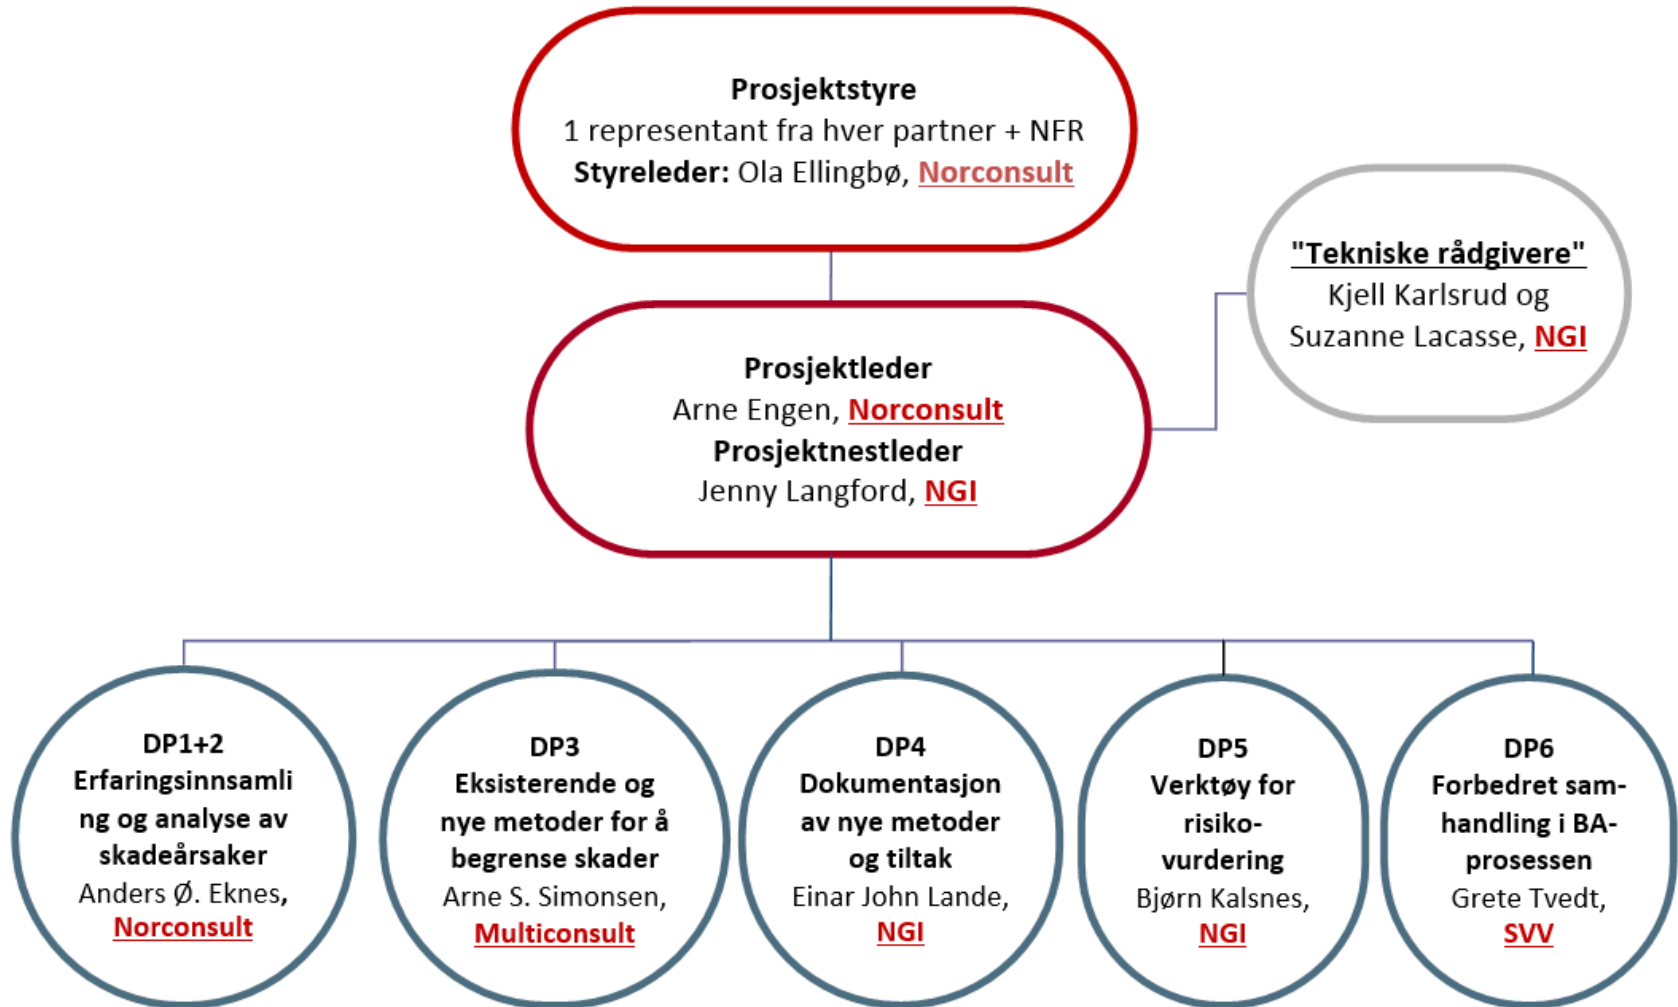 Prosjektstyre
1 representant fra hver partner + NFR
Styreleder: Ola Ellingbø, Norconsult
"Tekniske rådgivere"
Kjell Karlsrud og
Suzanne Lacasse, NGI
Prosjektleder
Arne Engen, Norconsult
Prosjektnestleder
Jenny Langford, NGI
DP1+2
Erfaringsinnsamli
ng og analyse av
skadeårsaker
Anders Ø. Eknes,
Norconsult
DP3
Eksisterende og
nye metoder for å
begrense skader
Arne S. Simonsen,
Multiconsult
DP4
Dokumentasjon
av nye metoder
og tiltak
Einar John Lande,
NGI
DP5
Verktøy for
risiko-
vurdering
Bjørn Kalsnes,
NGI
DP6
Forbedret sam-
handling i BA-
prosessen
Grete Tvedt,
SVV